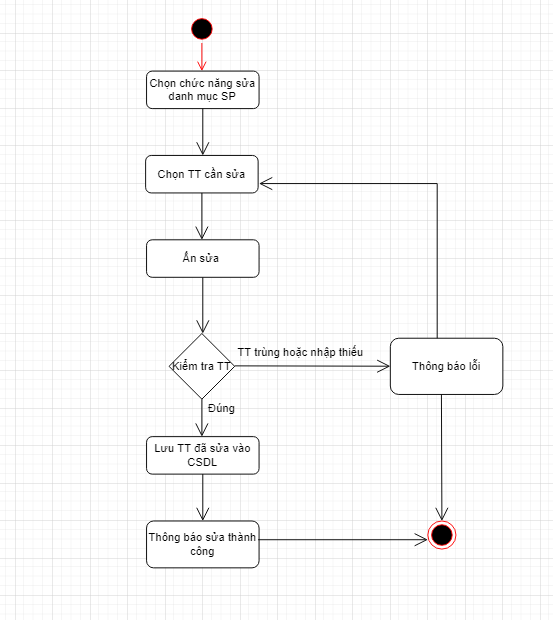 Chọn chức năng sửa
danh mục SP
Chọn TT cần sửa
Ấn sửa
Kiểm tra TT
TT trùng hoặc nhập thiếu
Thông báo lỗi
Đúng
Lưu TT đã sửa vào
CSDL
Thông báo sửa thành
công